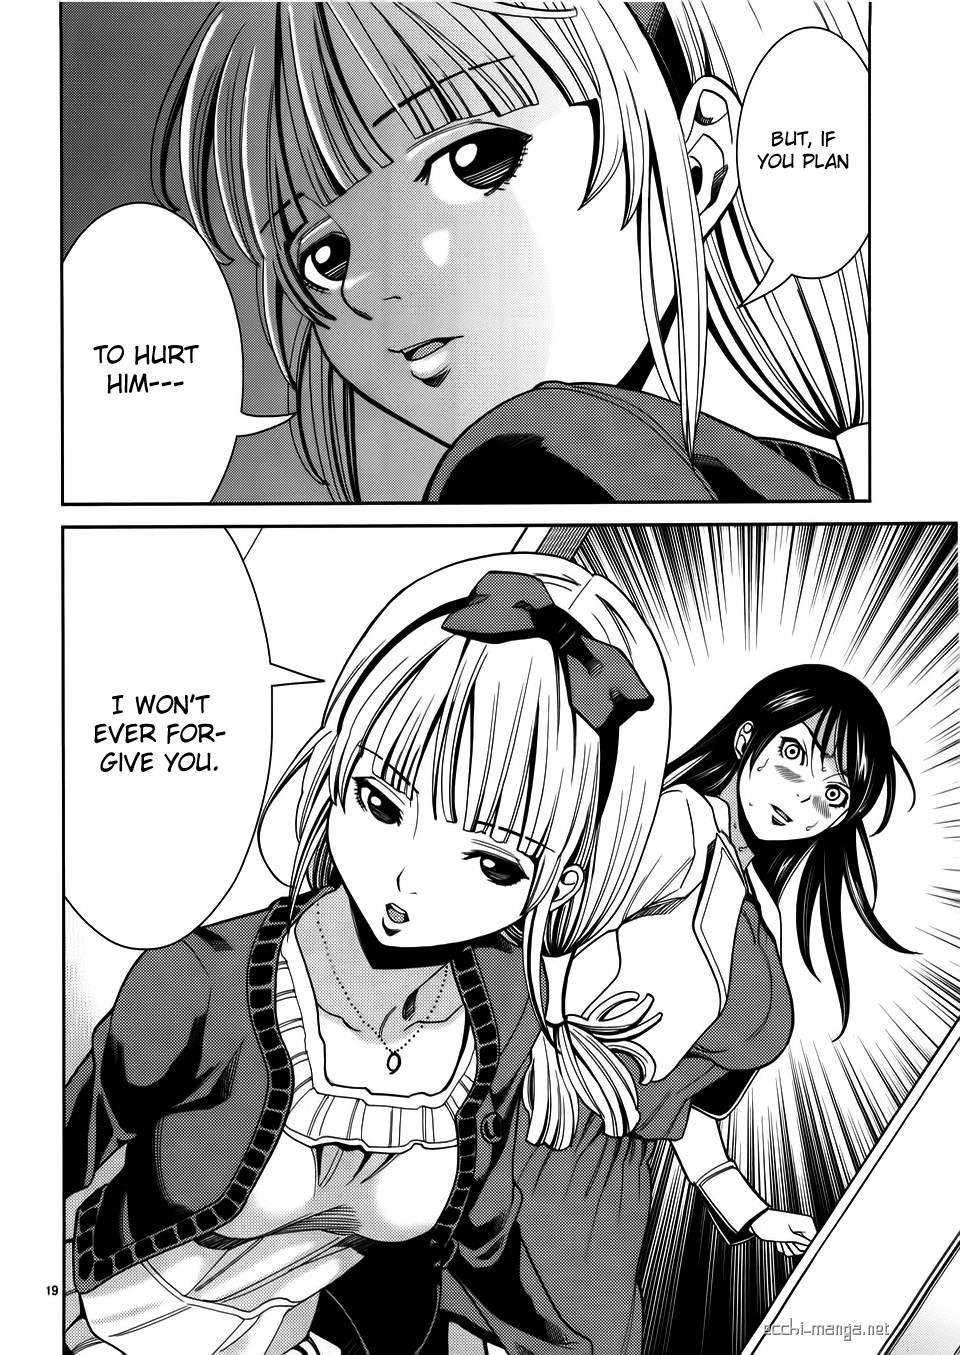 BUT, IF
YOU PLAN
TO HURT
HIM---
I WON'T
EVER FOR-
GIVE YOU.
19
ecchi-manga.net